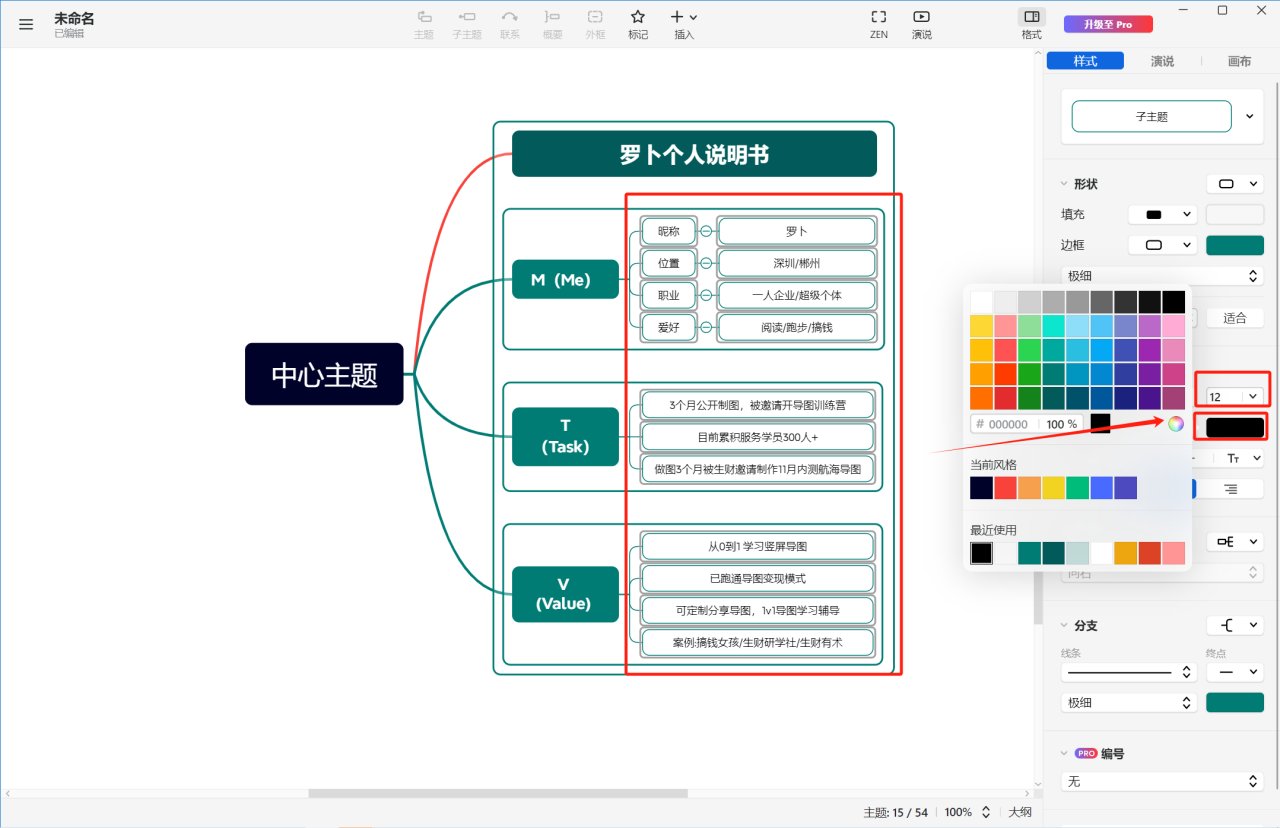 未命名
已编辑
主题 子主题 联系 概要 外框 标记 插入
ZEN 演说
格式
升级至 Pro
样式 演说 画布
子主题
形状
填充
边框
极细
适合
12
# 000000 100 %
当前风格
最近使用
Tт
向右
分支
线条 终点
极细
PRO 编号
无
中心主题
罗卜个人说明书
M（Me）
昵称 罗卜
位置 深圳/郴州
职业 一人企业/超级个体
爱好 阅读/跑步/搞钱
T
(Task)
3个月公开制图，被邀请开导图训练营
目前累积服务学员300人+
做图3个月被生财邀请制作11月内测航海导图
V
(Value)
从0到1 学习竖屏导图
已跑通导图变现模式
可定制分享导图，1v1导图学习辅导
案例:搞钱女孩/生财研学社/生财有术
主题: 15 / 54 100% 大纲